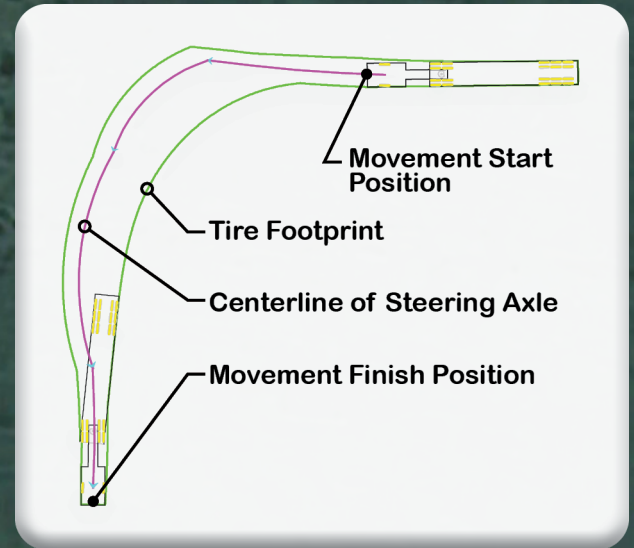 Movement Start
Position
Tire Footprint
Centerline of Steering Axle
Movement Finish Position